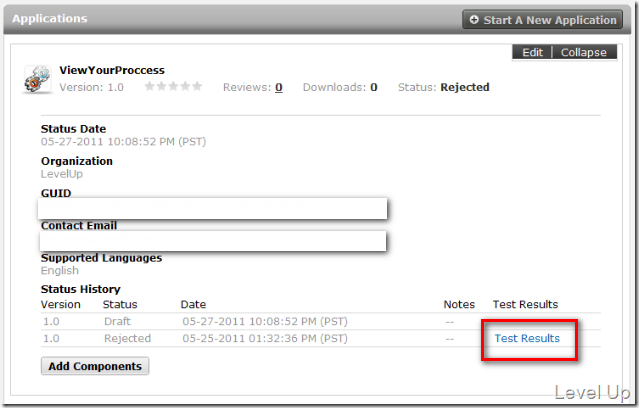 Applications
Start A New Application
Edit | Collapse
ViewYourProccess
Version: 1.0 Reviews: 0 Downloads: 0 Status: Rejected
Status Date
05-27-2011 10:08:52 PM (PST)
Organization
LevelUp
GUID
Contact Email
Supported Languages
English
Status History
Version Status Date Notes Test Results
1.0 Draft 05-27-2011 10:08:52 PM (PST) --
1.0 Rejected 05-25-2011 01:32:36 PM (PST) -- Test Results
Add Components
Level Up